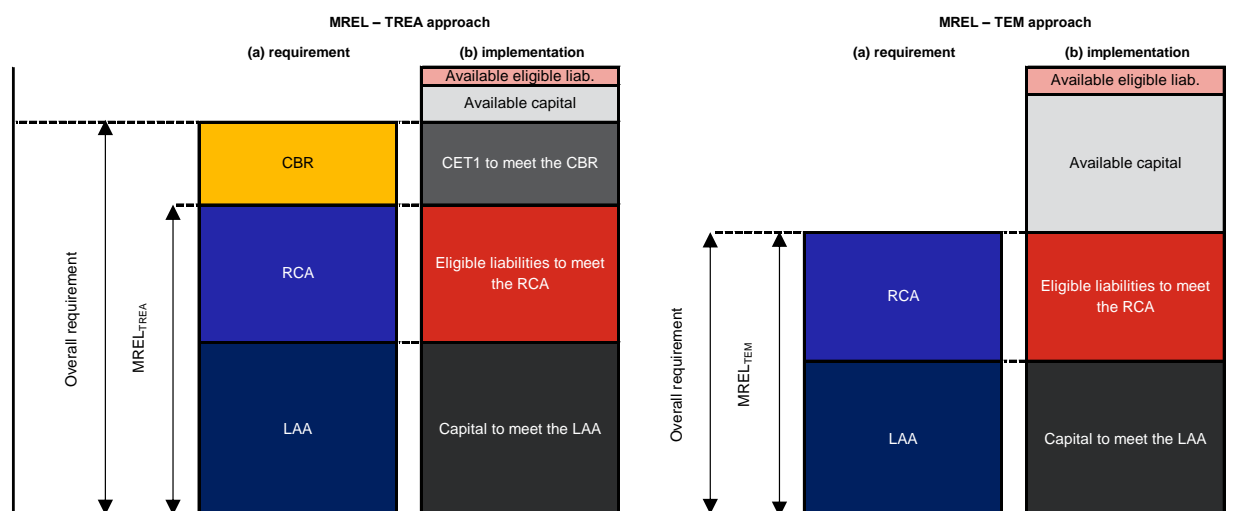 MREL – TREA approach
(a) requirement
(b) implementation
Available eligible liab.
Available capital
CBR
CET1 to meet the CBR
RCA
Eligible liabilities to meet
the RCA
LAA
Capital to meet the LAA
Overall requirement
MRELTREA
MREL – TEM approach
(a) requirement
(b) implementation
Available eligible liab.
Available capital
RCA
Eligible liabilities to meet
the RCA
LAA
Capital to meet the LAA
Overall requirement
MRELTEM